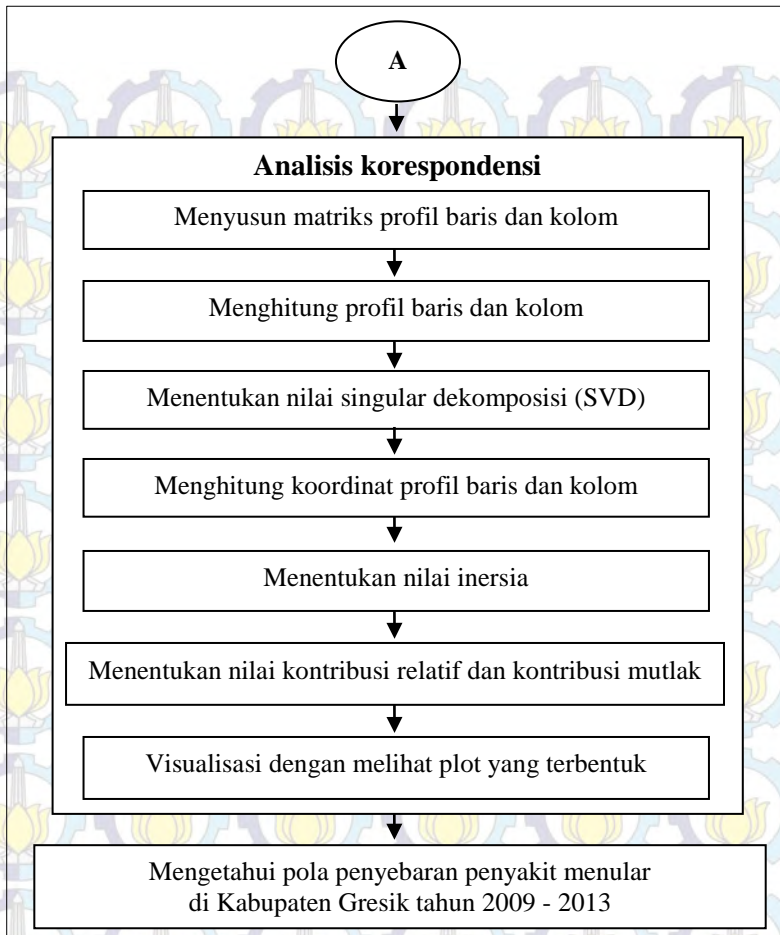 A
Analisis korespondensi
Menyusun matriks profil baris dan kolom
Menghitung profil baris dan kolom
Menentukan nilai singular dekomposisi (SVD)
Menghitung koordinat profil baris dan kolom
Menentukan nilai inersia
Menentukan nilai kontribusi relatif dan kontribusi mutlak
Visualisasi dengan melihat plot yang terbentuk
Mengetahui pola penyebaran penyakit menular
di Kabupaten Gresik tahun 2009 - 2013